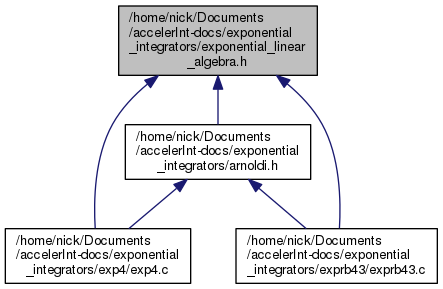 /home/nick/Documents
/accelerInt-docs/exponential
_integrators/exponential_linear
_algebra.h
/home/nick/Documents
/accelerInt-docs/exponential
_integrators/arnoldi.h
/home/nick/Documents
/accelerInt-docs/exponential
_integrators/exp4/exp4.c
/home/nick/Documents
/accelerInt-docs/exponential
_integrators/exprb43/exprb43.c